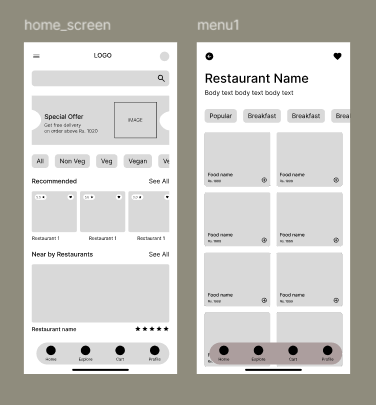 home_screen
LOGO
Special Offer
Get free delivery
on order above Rs. 1020
IMAGE
All
Non Veg
Veg
Vegan
Ve
Recommended
See All
Restaurant 1
Restaurant 1
Restaurant 1
Near by Restaurants
See All
Restaurant name
Home
Explore
Cart
Profile
menu1
Restaurant Name
Body text body text body
Popular
Breakfast
Breakfast
Brea
Food name
Rs. 1000
Food name
Rs. 1000
Food name
Rs. 1000
Food name
Rs. 1000
Food name
Rs. 1000
Food name
Rs. 1000
Home
Explore
Cart
Profile